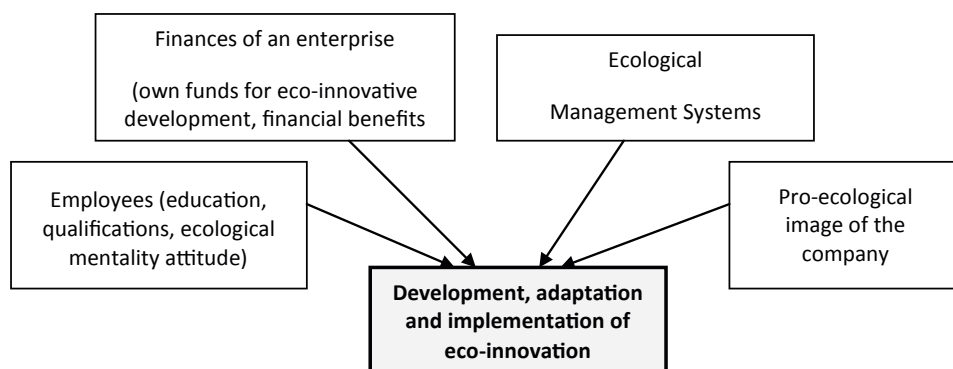 Finances of an enterprise
(own funds for eco-innovative
development, financial benefits
Ecological
Management Systems
Employees (education,
qualifications, ecological
mentality attitude)
Pro-ecological
image of the
company
Development, adaptation
and implementation of
eco-innovation